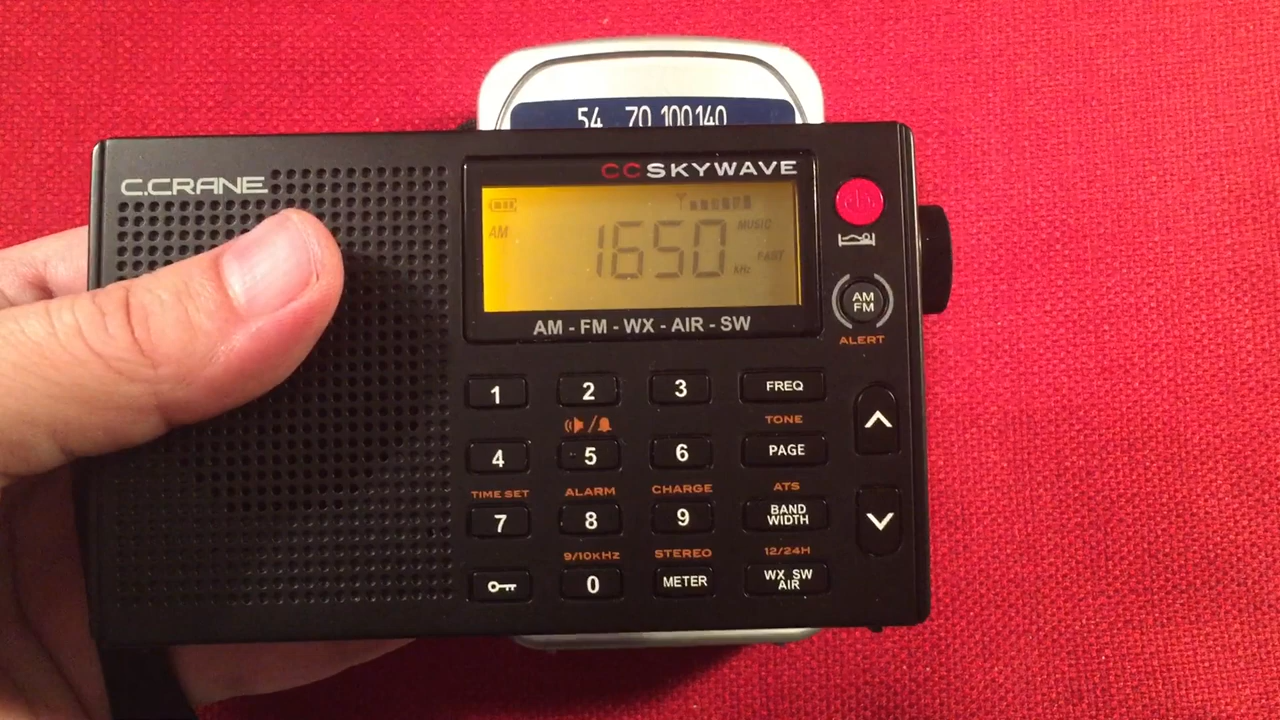 54 70 100 140
C.CRANE
CCSKYWAVE
AM
1650
MUSIC
FAST
KHz
AM - FM - WX - AIR - SW
AM
FM
ALERT
1 2 3 FREQ
TONE
4 5 6 PAGE
TIME SET ALARM CHARGE ATS
7 8 9 BAND
WIDTH
9/10KHZ STEREO 12/24H
0 METER WX SW
AIR